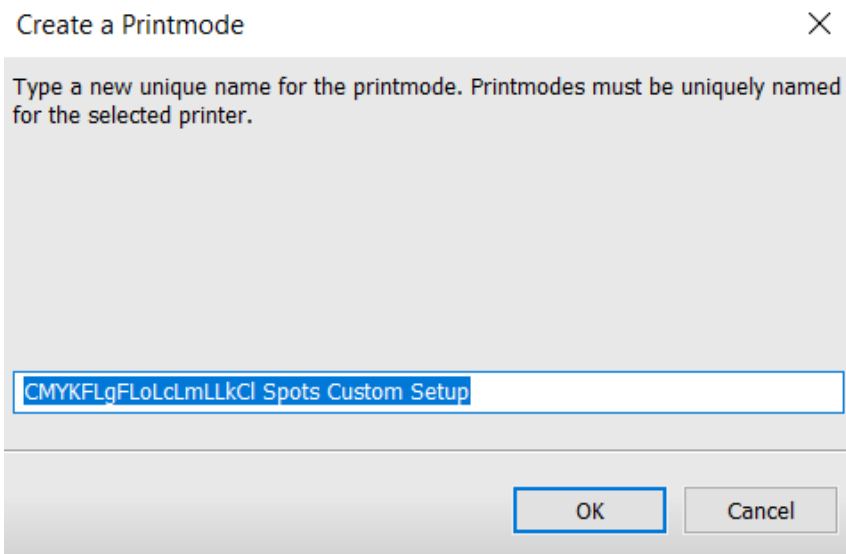 Create a Printmode
Type a new unique name for the printmode. Printmodes must be uniquely named
for the selected printer.
CMYKFLgFLoLcLmLLkCl Spots Custom Setup
OK
Cancel